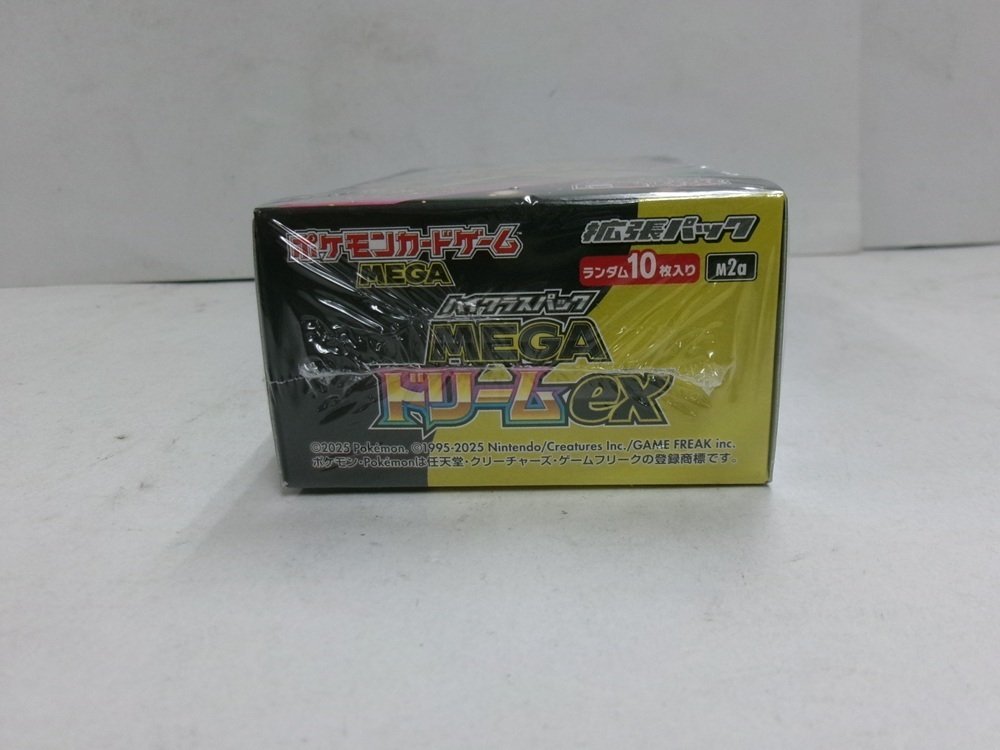 ポケモンカードゲーム
MEGA
拡張パック
ランダム10枚入り
M2a
ハイクラスパック
MEGA
ドリームex
©2025 Pokémon. ©1995-2025 Nintendo/Creatures Inc./GAME FREAK inc.
ポケモン・Pokémonは任天堂・クリーチャーズ・ゲームフリークの登録商標です。